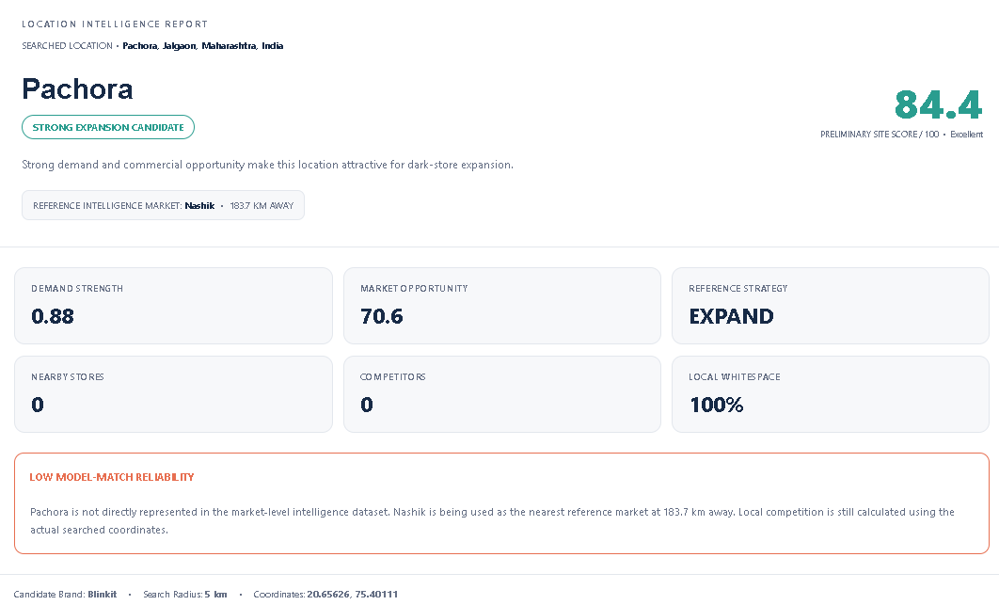 LOCATION INTELLIGENCE REPORT
SEARCHED LOCATION • Pachora, Jalgaon, Maharashtra, India
Pachora
STRONG EXPANSION CANDIDATE
84.4
PRELIMINARY SITE SCORE / 100 • Excellent
Strong demand and commercial opportunity make this location attractive for dark-store expansion.
REFERENCE INTELLIGENCE MARKET: Nashik • 183.7 KM AWAY
DEMAND STRENGTH
0.88
MARKET OPPORTUNITY
70.6
REFERENCE STRATEGY
EXPAND
NEARBY STORES
0
COMPETITORS
0
LOCAL WHITESPACE
100%
LOW MODEL-MATCH RELIABILITY
Pachora is not directly represented in the market-level intelligence dataset. Nashik is being used as the nearest reference market at 183.7 km away. Local competition is still calculated using the
actual searched coordinates.
Candidate Brand: Blinkit • Search Radius: 5 km • Coordinates: 20.65626, 75.40111